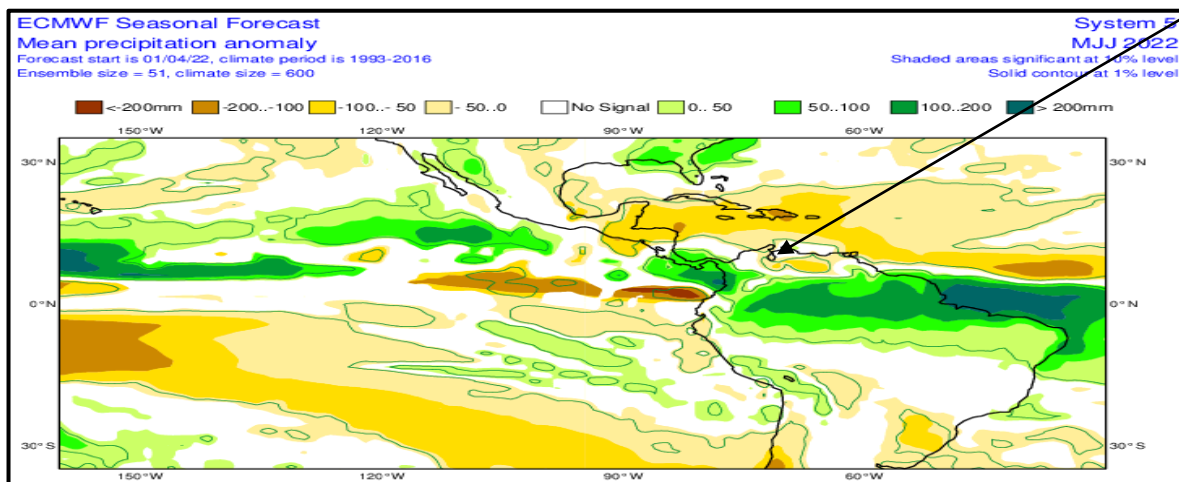 ECMWF Seasonal Forecast
System 5
Mean precipitation anomaly
MJJ 2022
Forecast start is 01/04/22, climate period is 1993-2016
Shaded areas significant at 10% level
Ensemble size = 51, climate size = 600
Solid contour at 1% level
<-200mm -200..-100 -100..- 50 - 50..0 No Signal 0.. 50 50..100 100..200 > 200mm
150°W 120°W 90°W 60°W
30°N 30°N
0°N 0°N
30°S 30°S
150°W 120°W 90°W 60°W